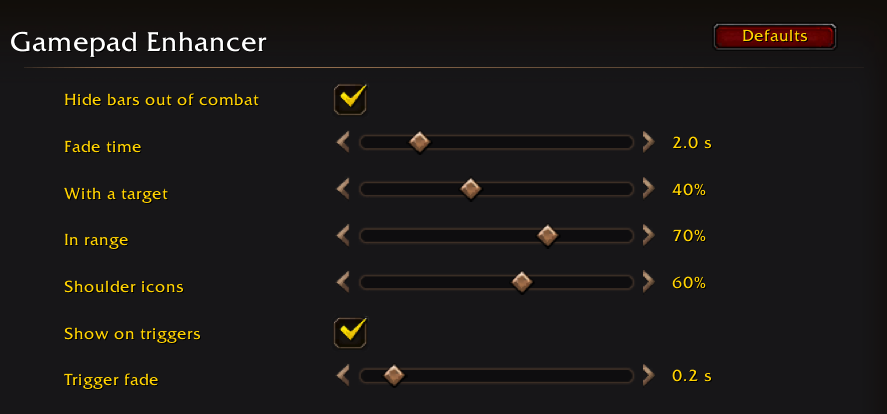 Gamepad Enhancer
Defaults
Hide bars out of combat
Fade time
2.0 s
With a target
40%
In range
70%
Shoulder icons
60%
Show on triggers
Trigger fade
0.2 s